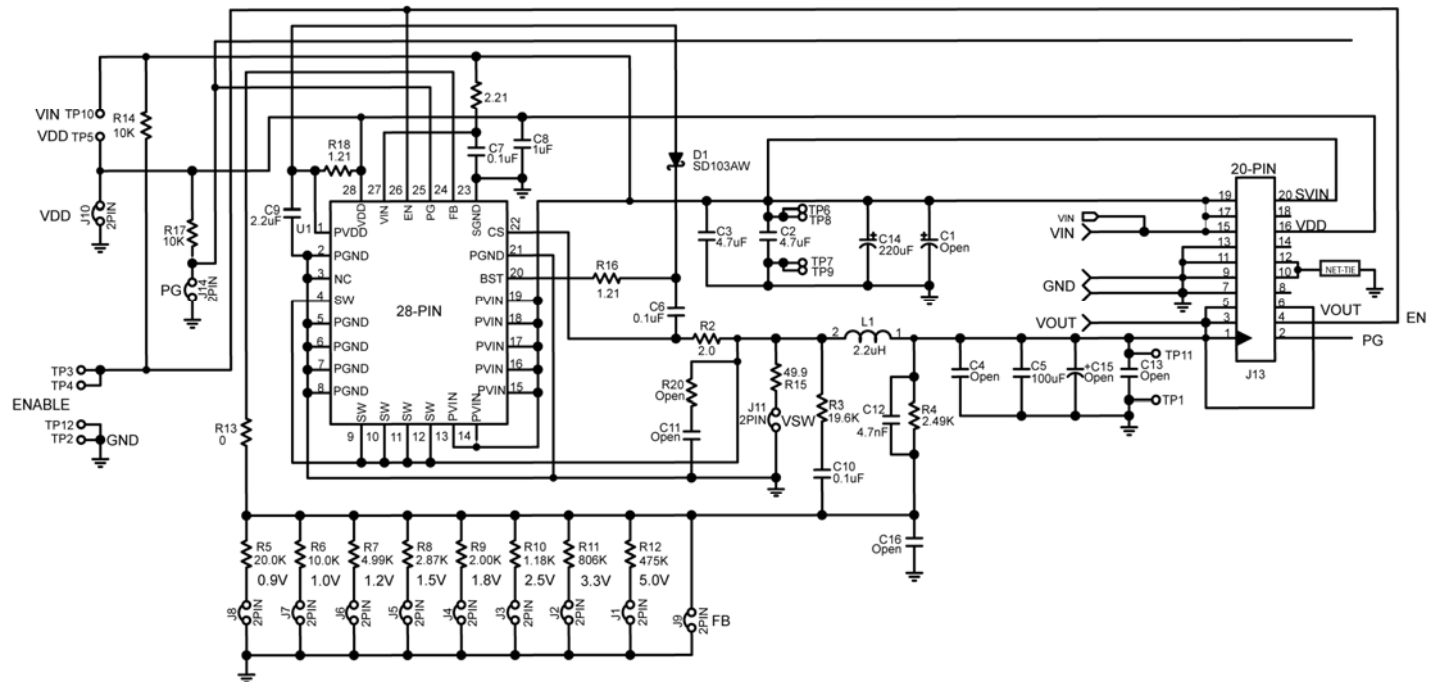 VIN TP10
VDD TP5
R14
10K
J10
2PIN
VDD
R17
10K
J14
2PIN
PG
TP3
TP4
ENABLE
TP12
TP2
GND
R13
0
R18
1.21
C9
2.2uF
U1
2.21
C7
0.1uF
C8
1uF
28
27
26
25
24
23
VDD
VIN
EN
PG
FB
SGND
1
PVDD
2
PGND
3
NC
4
SW
5
PGND
6
PGND
7
PGND
8
PGND
28-PIN
CS
22
PGND
21
BST
20
PVIN
19
PVIN
18
PVIN
17
PVIN
16
PVIN
15
SW
SW
SW
SW
PVIN
PVIN
9
10
11
12
13
14
D1
SD103AW
R16
1.21
C6
0.1uF
R2
2.0
R20
Open
C11
Open
49.9
R15
J11
2PIN
VSW
R3
19.6K
C10
0.1uF
L1
2
1
2.2uH
C12
4.7nF
R4
2.49K
C16
Open
C3
4.7uF
C2
4.7uF
TP6
TP8
TP7
TP9
+
C14
220uF
+
C1
Open
C4
Open
C5
100uF
+
C15
Open
C13
Open
TP11
TP1
20-PIN
19
20
SVIN
17
18
15
16
VDD
13
14
11
12
9
10
7
8
5
6
VOUT
3
4
1
2
J13
VIN
VIN
GND
VOUT
NET-TIE
EN
PG
R5
20.0K
0.9V
R6
10.0K
1.0V
R7
4.99K
1.2V
R8
2.87K
1.5V
R9
2.00K
1.8V
R10
1.18K
2.5V
R11
806K
3.3V
R12
475K
5.0V
J8
2PIN
J7
2PIN
J6
2PIN
J5
2PIN
J4
2PIN
J3
2PIN
J2
2PIN
J1
2PIN
J9
2PIN
FB